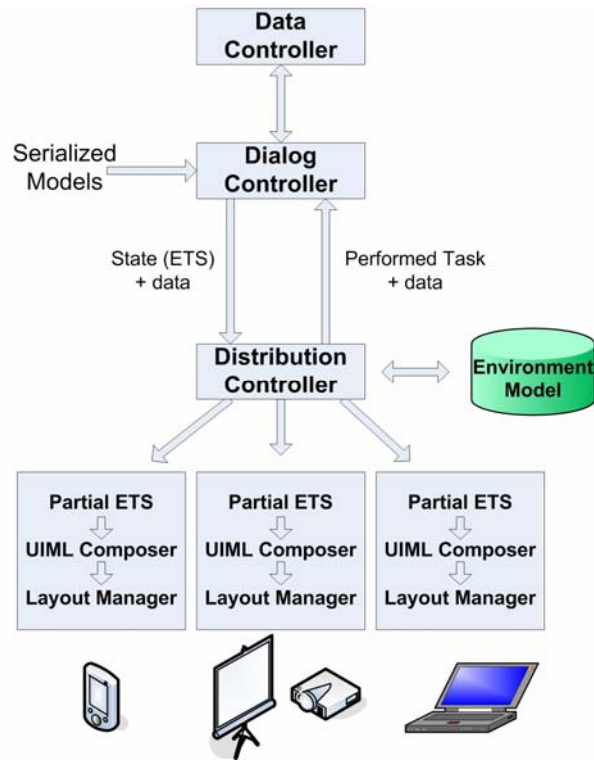 Data
Controller
Serialized
Models
Dialog
Controller
State (ETS)
+ data
Performed Task
+ data
Distribution
Controller
Environment
Model
Partial ETS
UIML Composer
Layout Manager
Partial ETS
UIML Composer
Layout Manager
Partial ETS
UIML Composer
Layout Manager